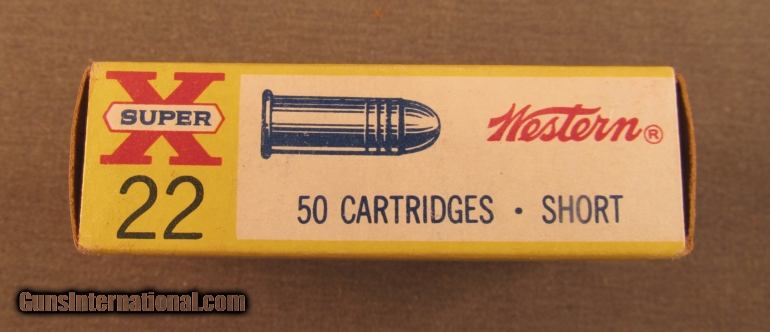 X
SUPER
22
Western®
50 CARTRIDGES · SHORT
GunsInternational.com